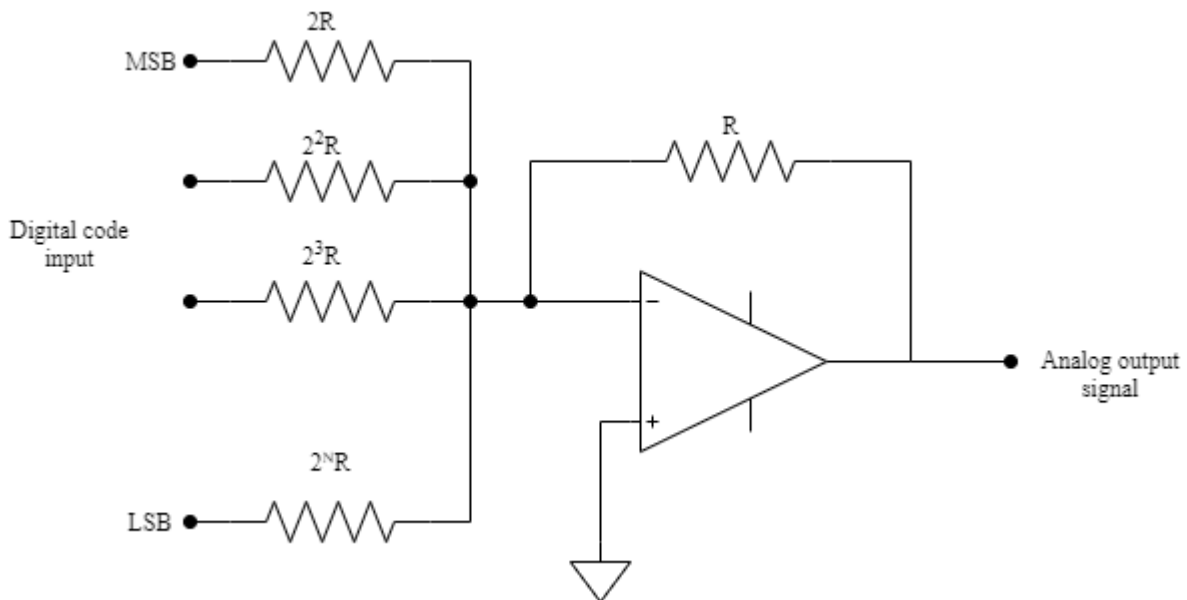 2R
MSB
2²R
R
Digital code
input
2³R
−
Analog output
signal
+
2ᴺR
LSB